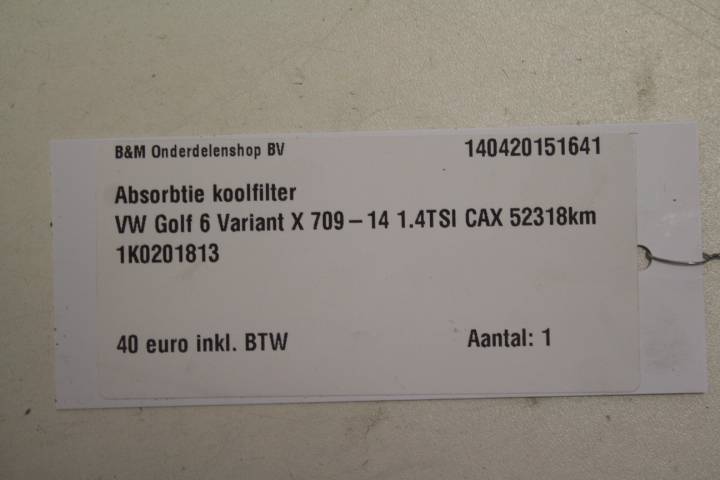 B&M Onderdelenshop BV 140420151641
Absorbtie koolfilter
VW Golf 6 Variant X 709-14 1.4TSI CAX 52318km
1K0201813
40 euro inkl. BTW Aantal: 1